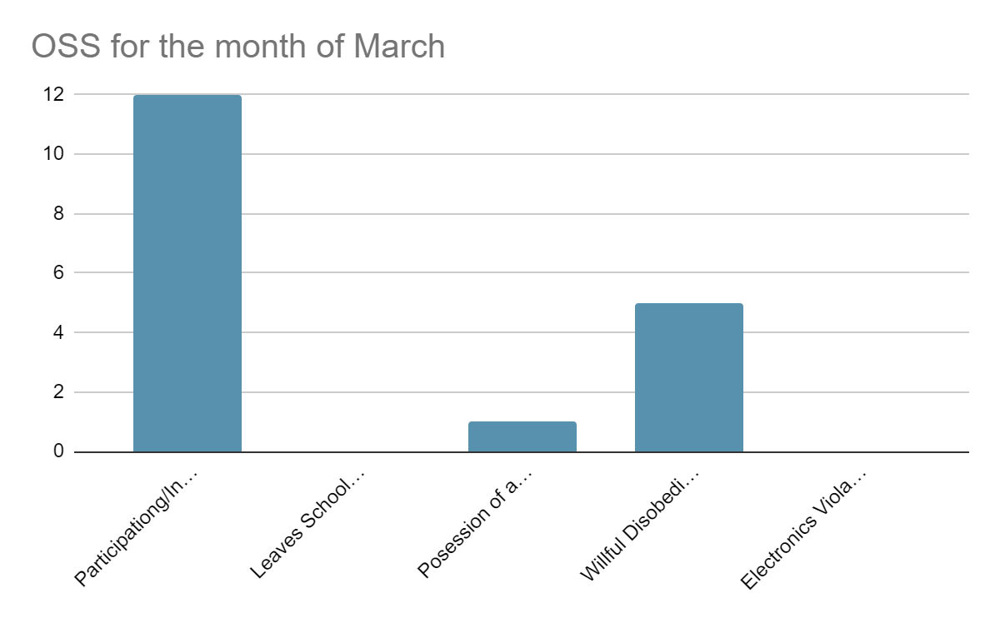 OSS for the month of March
12
10
8
6
4
2
0
Participationg/In…
Leaves School…
Posession of a…
Willful Disobedi…
Electronics Viola…